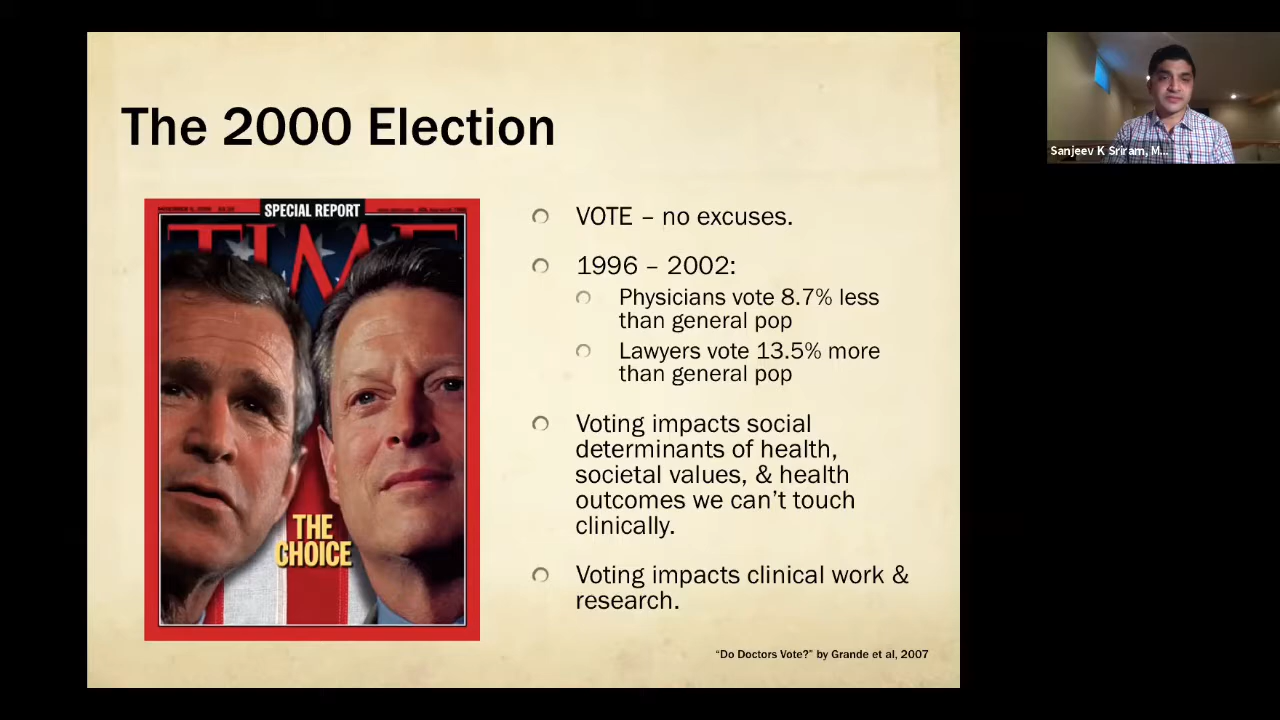 The 2000 Election
SPECIAL REPORT
TIME
THE
CHOICE
VOTE – no excuses.
1996 – 2002:
Physicians vote 8.7% less
than general pop
Lawyers vote 13.5% more
than general pop
Voting impacts social
determinants of health,
societal values, & health
outcomes we can’t touch
clinically.
Voting impacts clinical work &
research.
“Do Doctors Vote?” by Grande et al, 2007
Sanjeev K Sriram, M...